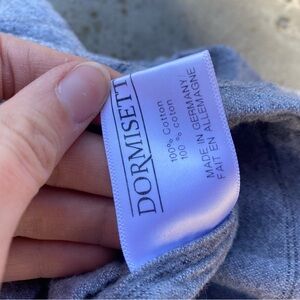 DORMISETT
100% Cotton
100 % coton
MADE IN GERMANY
FAIT EN ALLEMAGNE